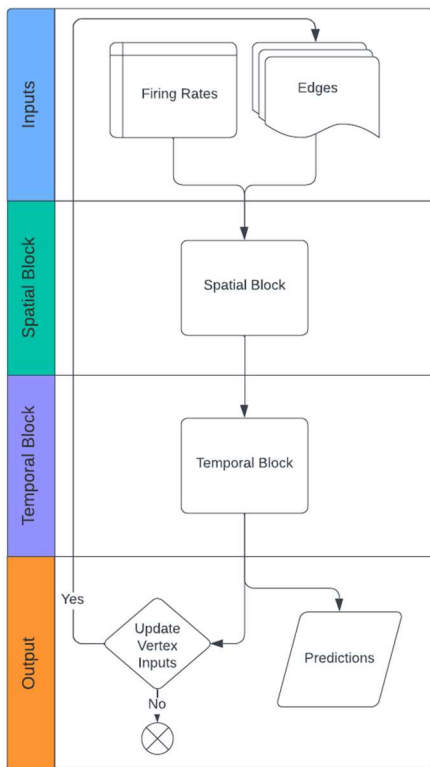 Inputs
Firing Rates
Edges
Spatial Block
Spatial Block
Temporal Block
Temporal Block
Output
Yes
Update
Vertex
Inputs
Predictions
No